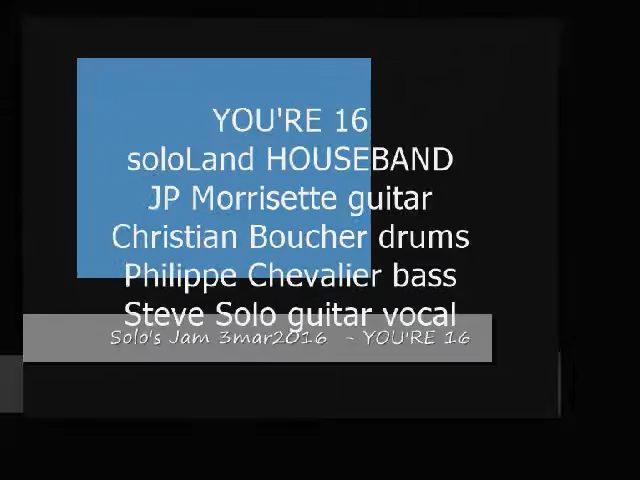 YOU'RE 16
soloLand HOUSEBAND
JP Morrisette guitar
Christian Boucher drums
Philippe Chevalier bass
Steve Solo guitar vocal
Solo's Jam 3mar2016 - YOU'RE 16